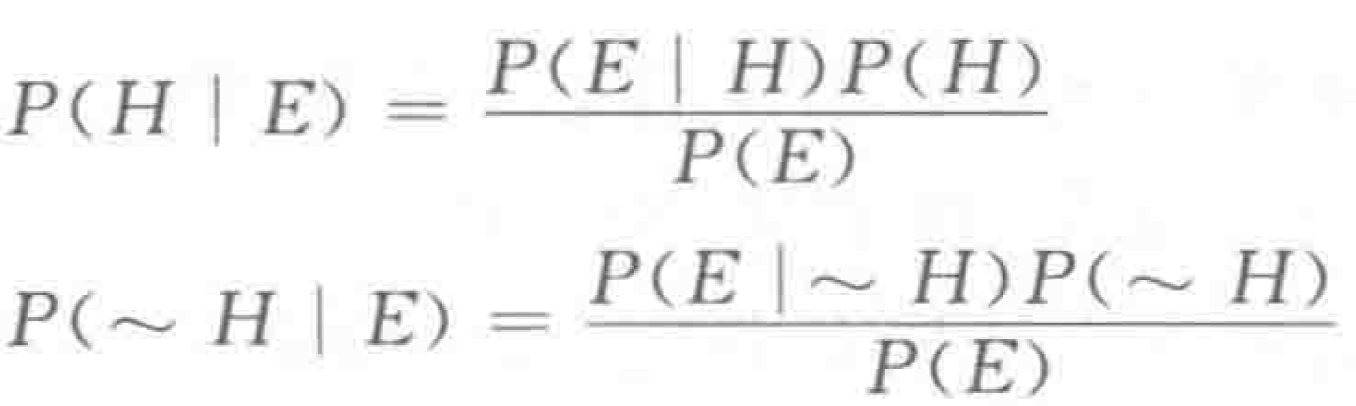 P(H | E) = P(E | H)P(H) / P(E)
P(~ H | E) = P(E |~ H)P(~ H) / P(E)